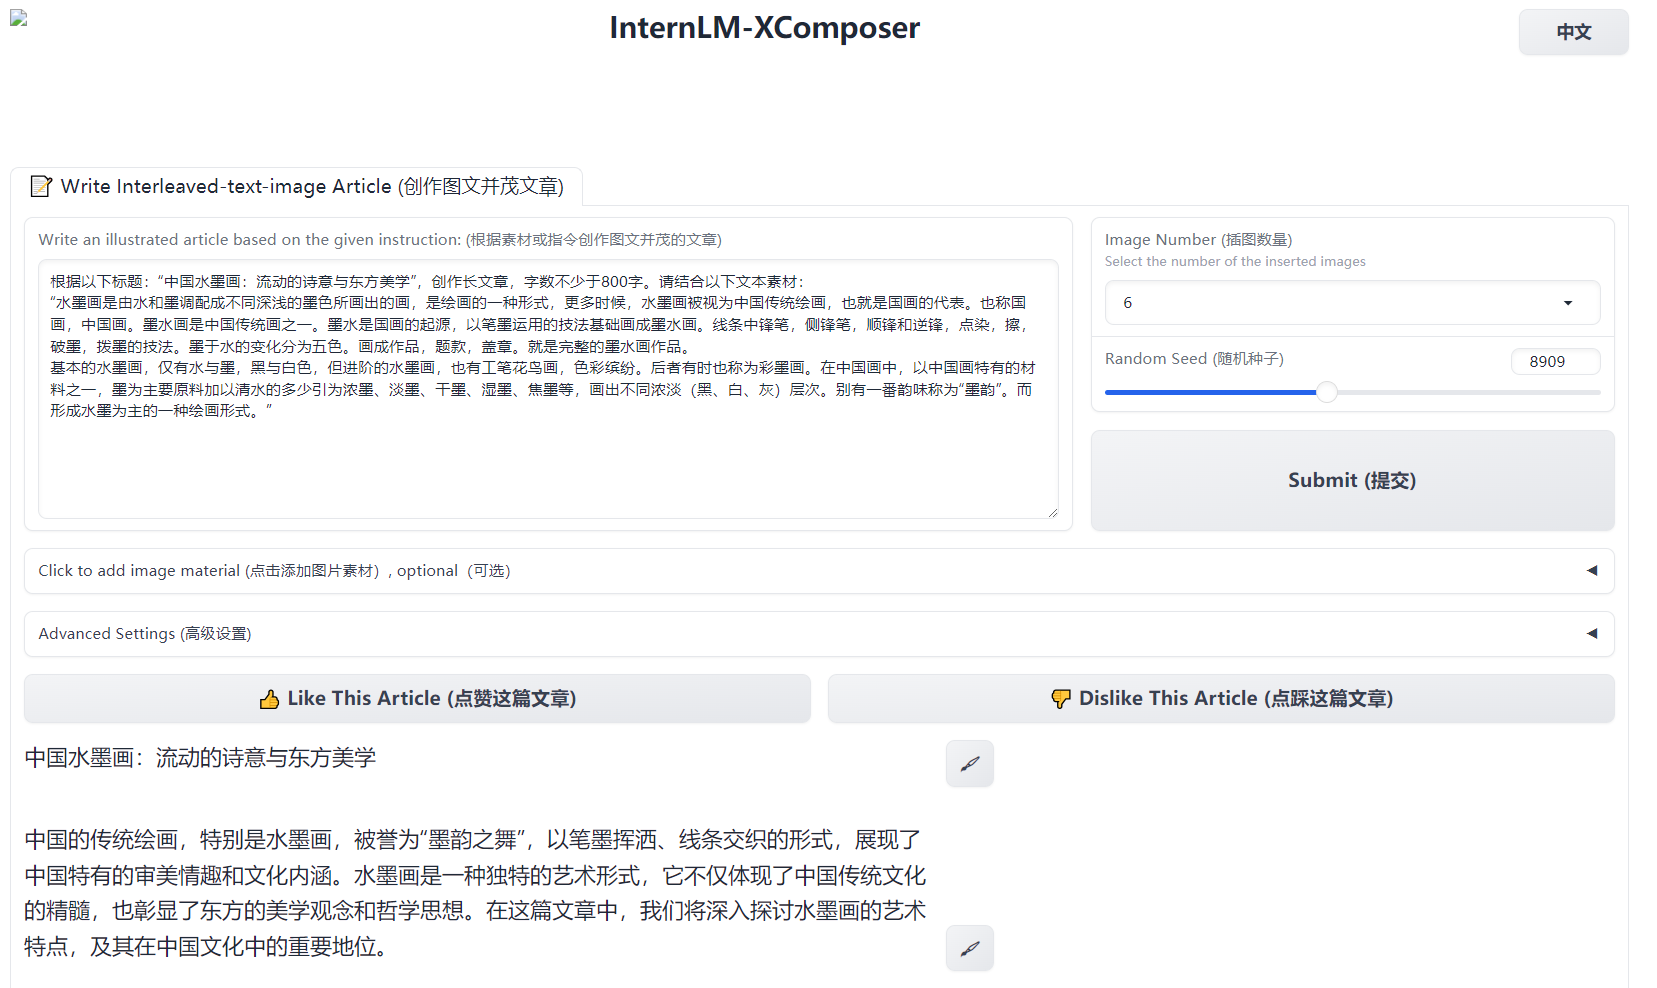 InternLM-XComposer
中文
📝 Write Interleaved-text-image Article (创作图文并茂文章)
Write an illustrated article based on the given instruction: (根据素材或指令创作图文并茂的文章)
根据以下标题：“中国水墨画：流动的诗意与东方美学”，创作长文章，字数不少于800字。请结合以下文本素材：
“水墨画是由水和墨调配成不同深浅的墨色所画出的画，是绘画的一种形式，更多时候，水墨画被视为中国传统绘画，也就是国画的代表。也称国
画，中国画。墨水画是中国传统画之一。墨水是国画的起源，以笔墨运用的技法基础画成墨水画。线条中锋笔，侧锋笔，顺锋和逆锋，点染，擦，
破墨，拨墨的技法。墨于水的变化分为五色。画成作品，题款，盖章。就是完整的墨水画作品。
基本的水墨画，仅有水与墨，黑与白色，但进阶的水墨画，也有工笔花鸟画，色彩缤纷。后者有时也称为彩墨画。在中国画中，以中国画特有的材
料之一，墨为主要原料加以清水的多少引为浓墨、淡墨、干墨、湿墨、焦墨等，画出不同浓淡（黑、白、灰）层次。别有一番韵味称为“墨韵”。而
形成水墨为主的一种绘画形式。”
Image Number (插图数量)
Select the number of the inserted images
6
Random Seed (随机种子)
8909
Submit (提交)
Click to add image material (点击添加图片素材）, optional（可选）
Advanced Settings (高级设置)
👍 Like This Article (点赞这篇文章)
👎 Dislike This Article (点踩这篇文章)
中国水墨画：流动的诗意与东方美学
中国的传统绘画，特别是水墨画，被誉为“墨韵之舞”，以笔墨挥洒、线条交织的形式，展现了
中国特有的审美情趣和文化内涵。水墨画是一种独特的艺术形式，它不仅体现了中国传统文化
的精髓，也彰显了东方的美学观念和哲学思想。在这篇文章中，我们将深入探讨水墨画的艺术
特点，及其在中国文化中的重要地位。